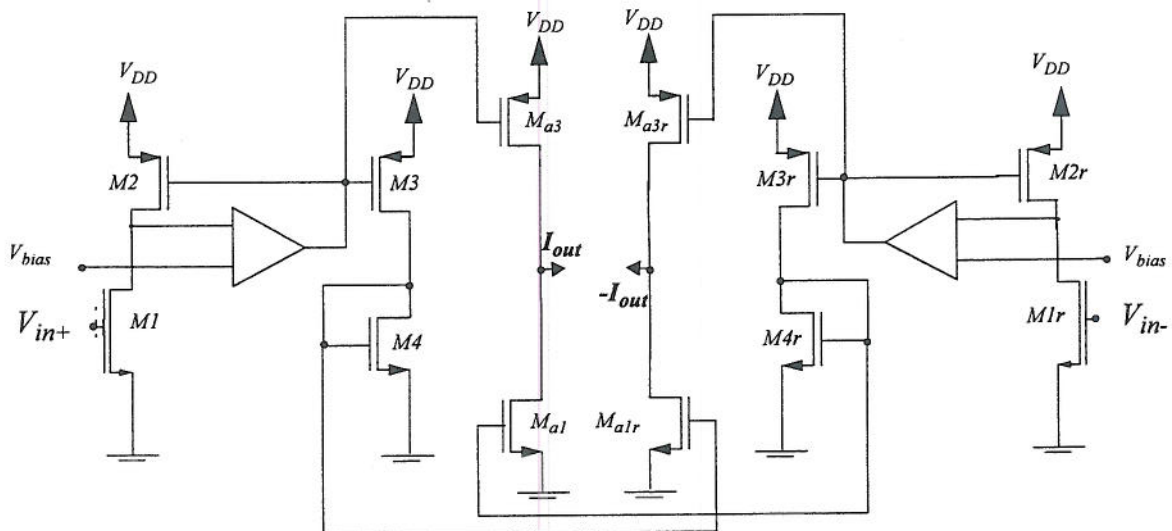 V_DD V_DD
V_DD V_DD V_DD V_DD
M_a3 M_a3r
M2 M3 M3r M2r
V_bias I_out -I_out V_bias
V_in+ M1 M4 M4r M1r V_in-
M_a1 M_a1r